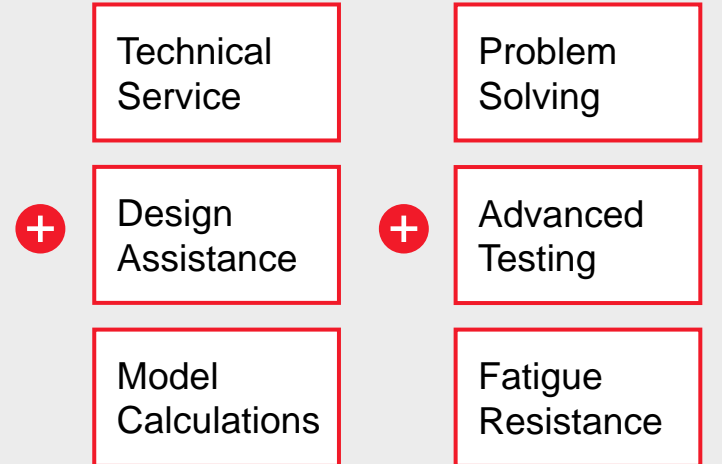 Technical
Service
Problem
Solving
+
Design
Assistance
+
Advanced
Testing
Model
Calculations
Fatigue
Resistance